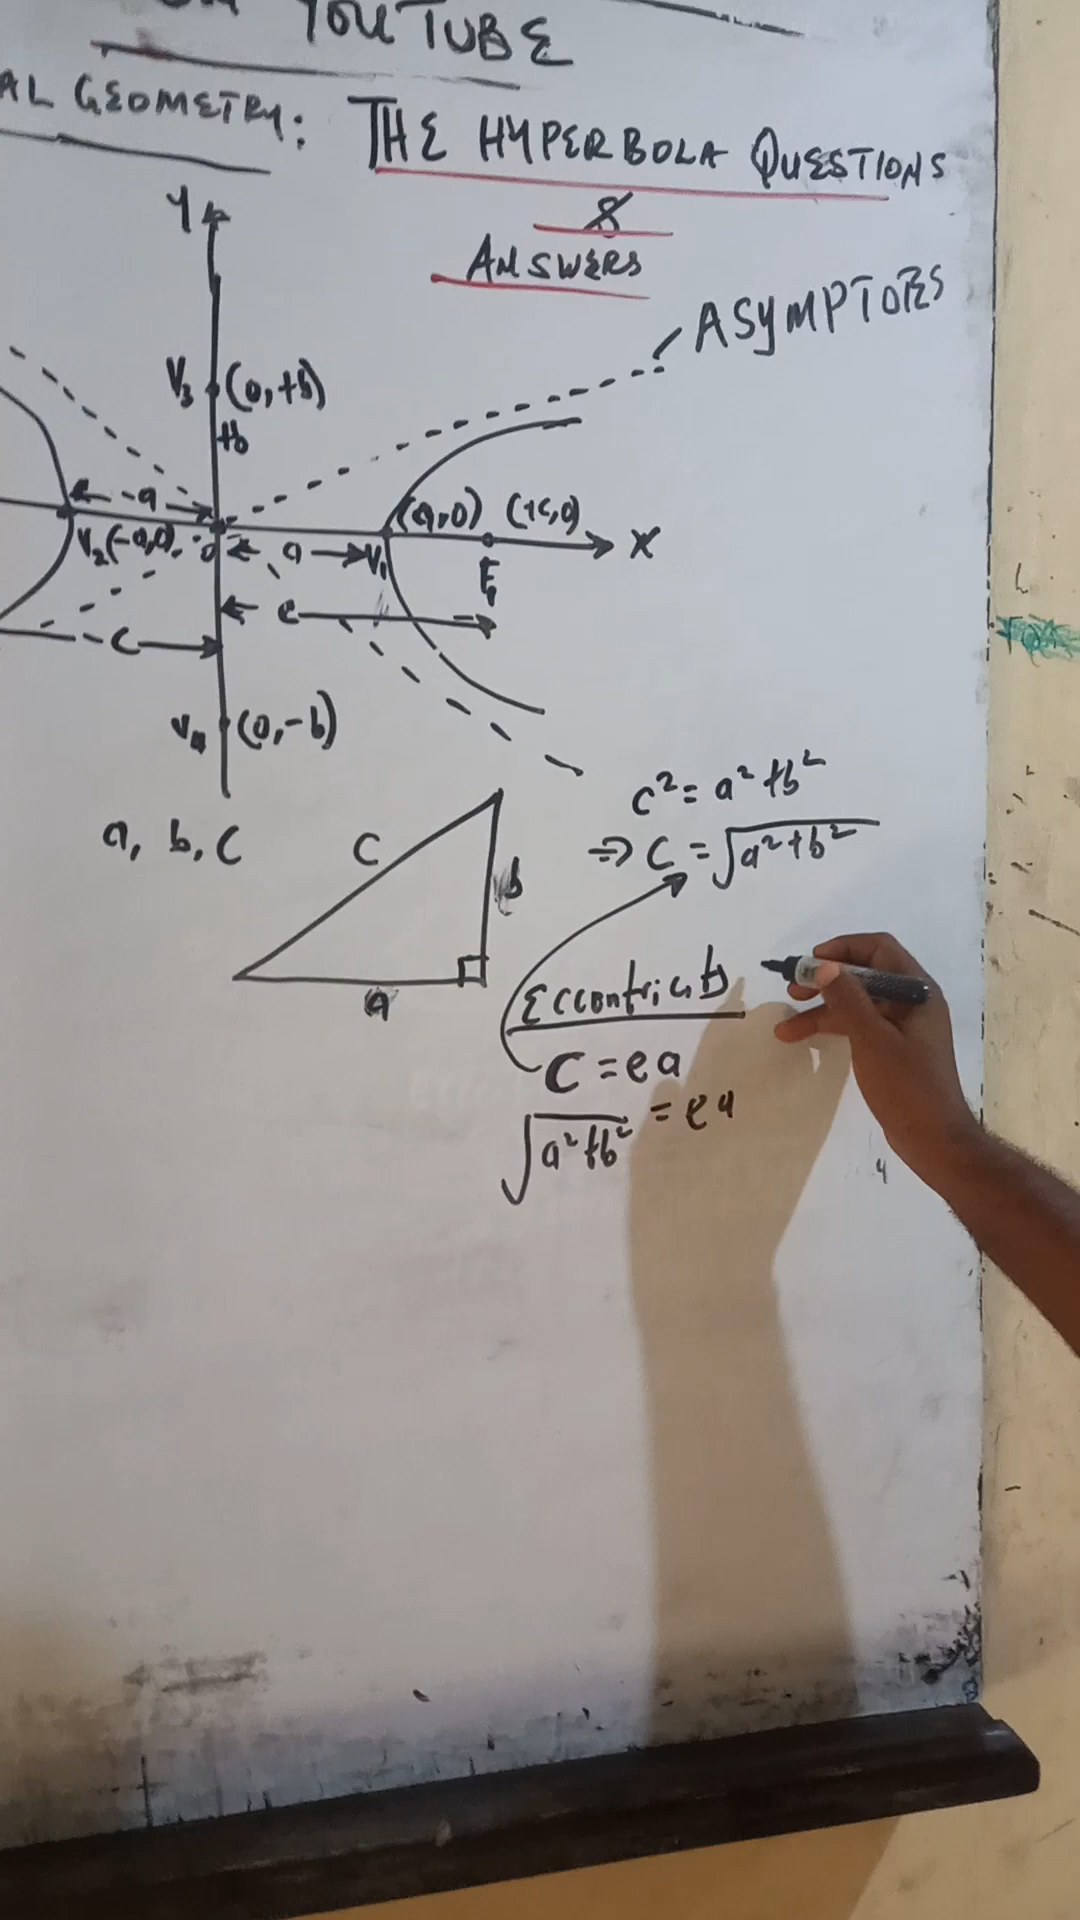 YOUTUBE
AL GEOMETRY: THE HYPERBOLA QUESTIONS
&
ANSWERS
ASYMPTOTES
Y
V3 (0,+b)
+b
-a
(a,0) (+c,0)
V2(-a,0) 0 a V1 F1 X
c
-C
V4 (0,-b)
a, b, C
C
b
a
c² = a² + b²
⇒ C = √a² + b²
Eccentricity
C = ea
√a² + b² = ea